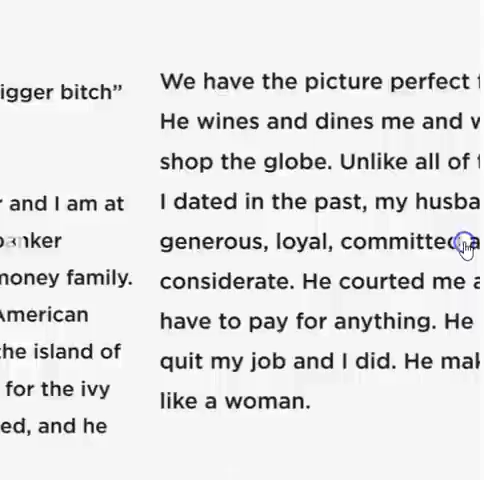 igger bitch”
and I am at
banker
money family.
American
the island of
for the ivy
ed, and he
We have the picture perfect
He wines and dines me and
shop the globe. Unlike all of
I dated in the past, my husba
generous, loyal, committed
considerate. He courted me
have to pay for anything. He
quit my job and I did. He mak
like a woman.